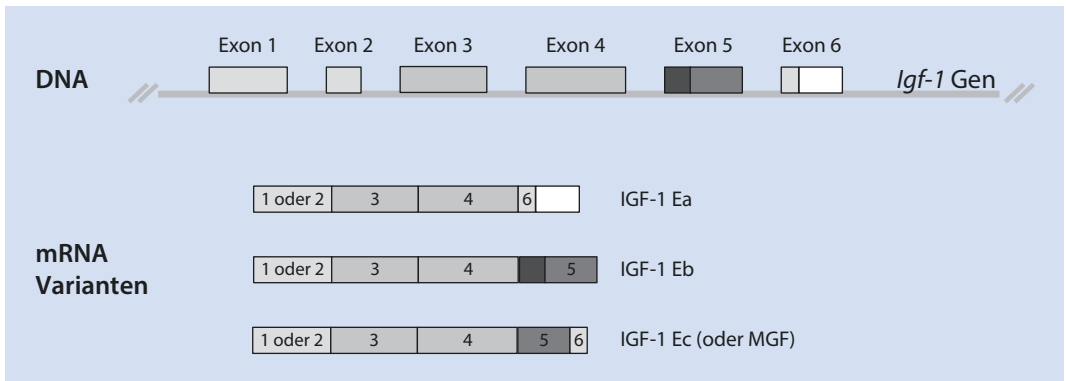 Exon 1 Exon 2 Exon 3 Exon 4 Exon 5 Exon 6
DNA Igf-1 Gen
1 oder 2 3 4 6 IGF-1 Ea
mRNA
Varianten
1 oder 2 3 4 5 IGF-1 Eb
1 oder 2 3 4 5 6 IGF-1 Ec (oder MGF)